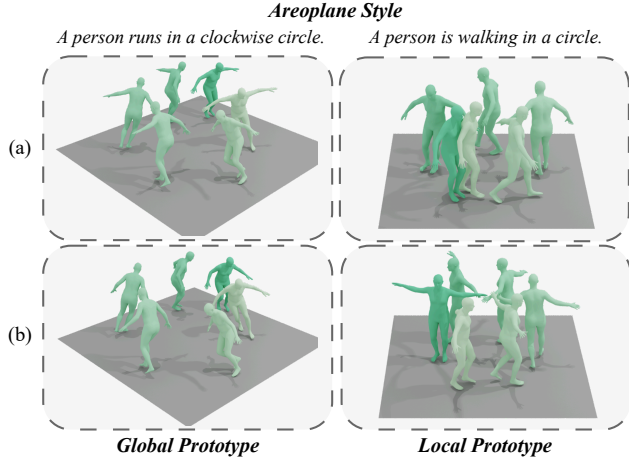 Areoplane Style
A person runs in a clockwise circle. A person is walking in a circle.
(a)
(b)
Global Prototype Local Prototype